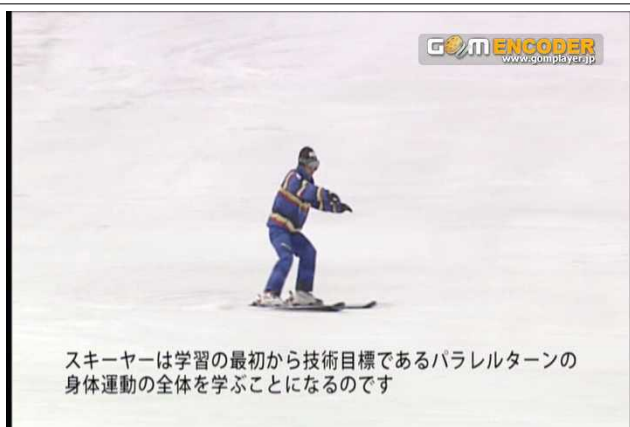 GOM ENCODER
www.gomplayer.jp
スキーヤーは学習の最初から技術目標であるパラレルターンの
身体運動の全体を学ぶことになるのです